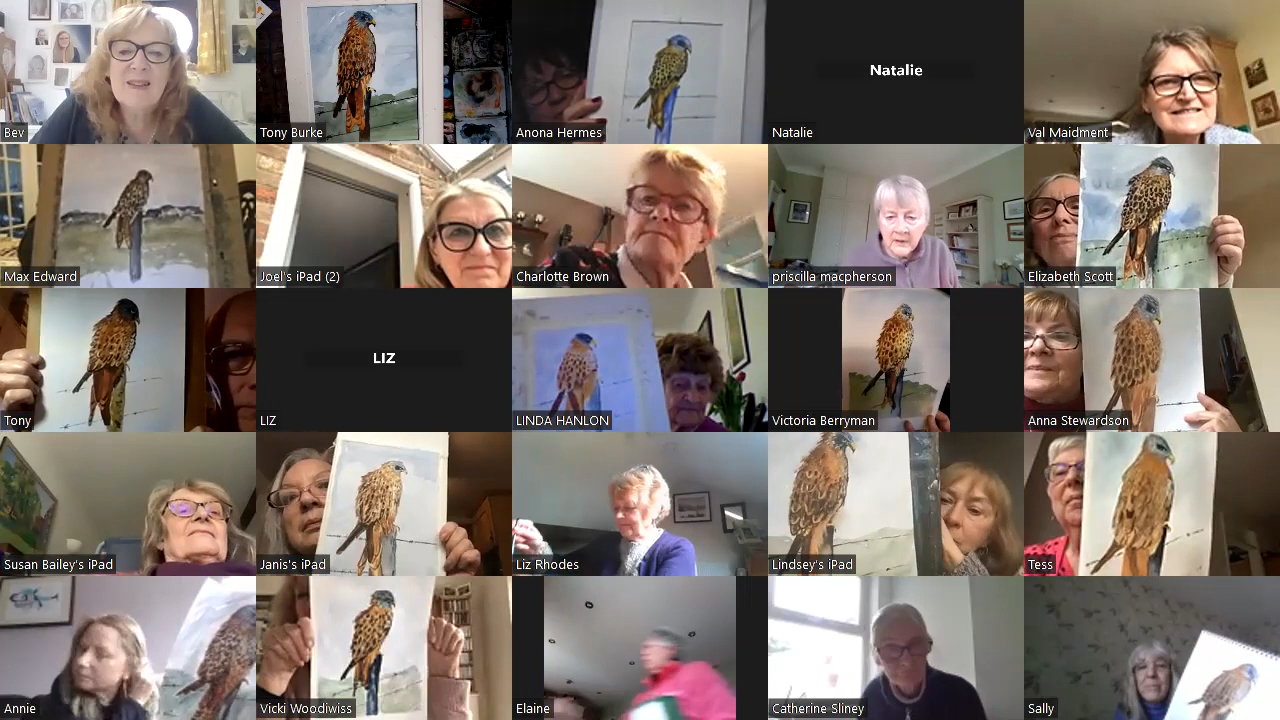 Bev
Tony Burke
Anona Hermes
Natalie
Natalie
Val Maidment
Max Edward
Joel's iPad (2)
Charlotte Brown
priscilla macpherson
Elizabeth Scott
Tony
LIZ
LIZ
LINDA HANLON
Victoria Berryman
Anna Stewardson
Susan Bailey's iPad
Janis's iPad
Liz Rhodes
Lindsey's iPad
Tess
Annie
Vicki Woodiwiss
Elaine
Catherine Sliney
Sally